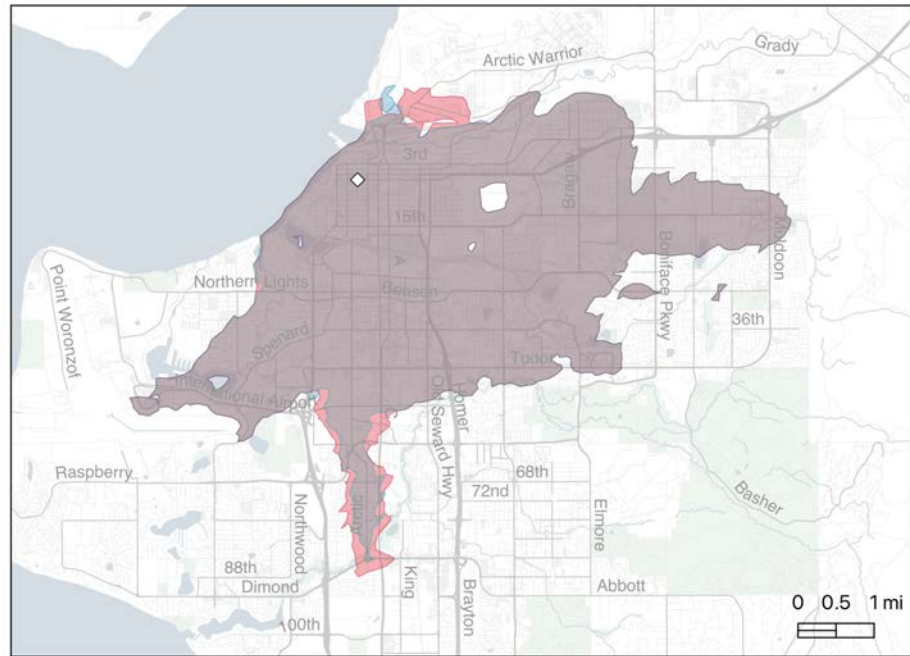 Arctic Warrior
Grady
3rd
Bragaw
15th
Muldoon
Point Woronzof
Northern Lights
A
Benson
Boniface Pkwy
36th
Spenard
Tudor
International Airport
Homer
Old Seward Hwy
Raspberry
68th
72nd
Basher
Arctic
Northwood
Elmore
88th
Dimond
King
Brayton
Abbott
100th
0 0.5 1 mi